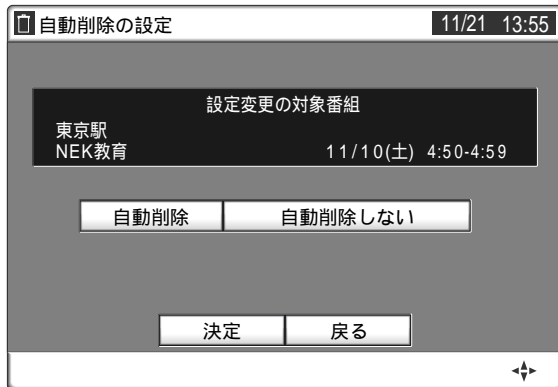 自動削除の設定 11/21 13:55
設定変更の対象番組
東京駅
NEK教育 11/10(土) 4:50-4:59
自動削除 自動削除しない
決定 戻る